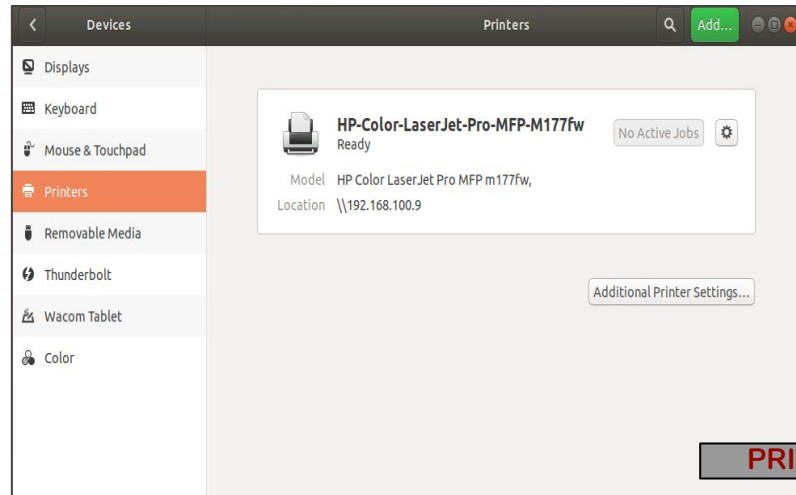 Devices
Printers
Add...
Displays
Keyboard
Mouse & Touchpad
Printers
Removable Media
Thunderbolt
Wacom Tablet
Color
HP-Color-LaserJet-Pro-MFP-M177fw
Ready
No Active Jobs
Model HP Color LaserJet Pro MFP m177fw,
Location \\192.168.100.9
Additional Printer Settings...
PRI